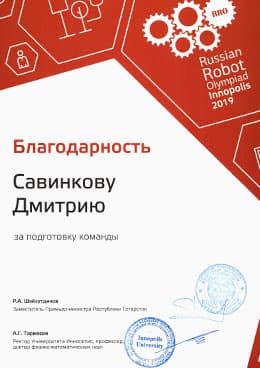 RRO
Russian
Robot
Olympiad
Innopolis
2019
Благодарность
Савинкову
Дмитрию
за подготовку команды
Р.А. Шайхутдинов
Заместитель Премьер-министра Республики Татарстан
А.Г. Тормасов
Ректор Университета Иннополис, профессор,
доктор физико-математических наук
Innopolis
University